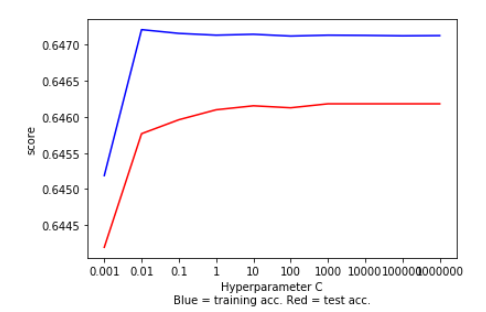 0.6470
0.6465
0.6460
0.6455
0.6450
0.6445
score
0.001 0.01 0.1 1 10 100 1000 10000 100000 1000000
Hyperparameter C
Blue = training acc. Red = test acc.